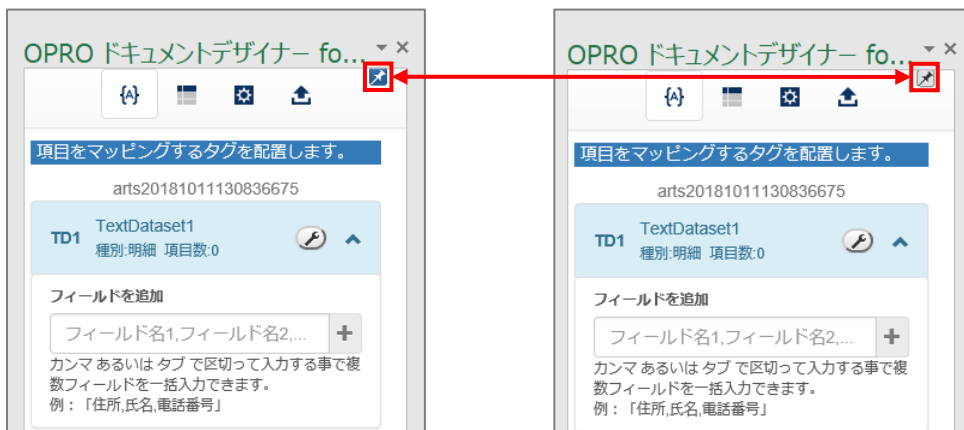 OPRO ドキュメントデザイナー fo...
{A}
項目をマッピングするタグを配置します。
arts20181011130836675
TD1 TextDataset1
種別:明細 項目数:0
フィールドを追加
フィールド名1,フィールド名2,...
カンマ あるいは タブ で区切って入力する事で複
数フィールドを一括入力できます。
例：「住所,氏名,電話番号」
OPRO ドキュメントデザイナー fo...
{A}
項目をマッピングするタグを配置します。
arts20181011130836675
TD1 TextDataset1
種別:明細 項目数:0
フィールドを追加
フィールド名1,フィールド名2,...
カンマ あるいは タブ で区切って入力する事で複
数フィールドを一括入力できます。
例：「住所,氏名,電話番号」